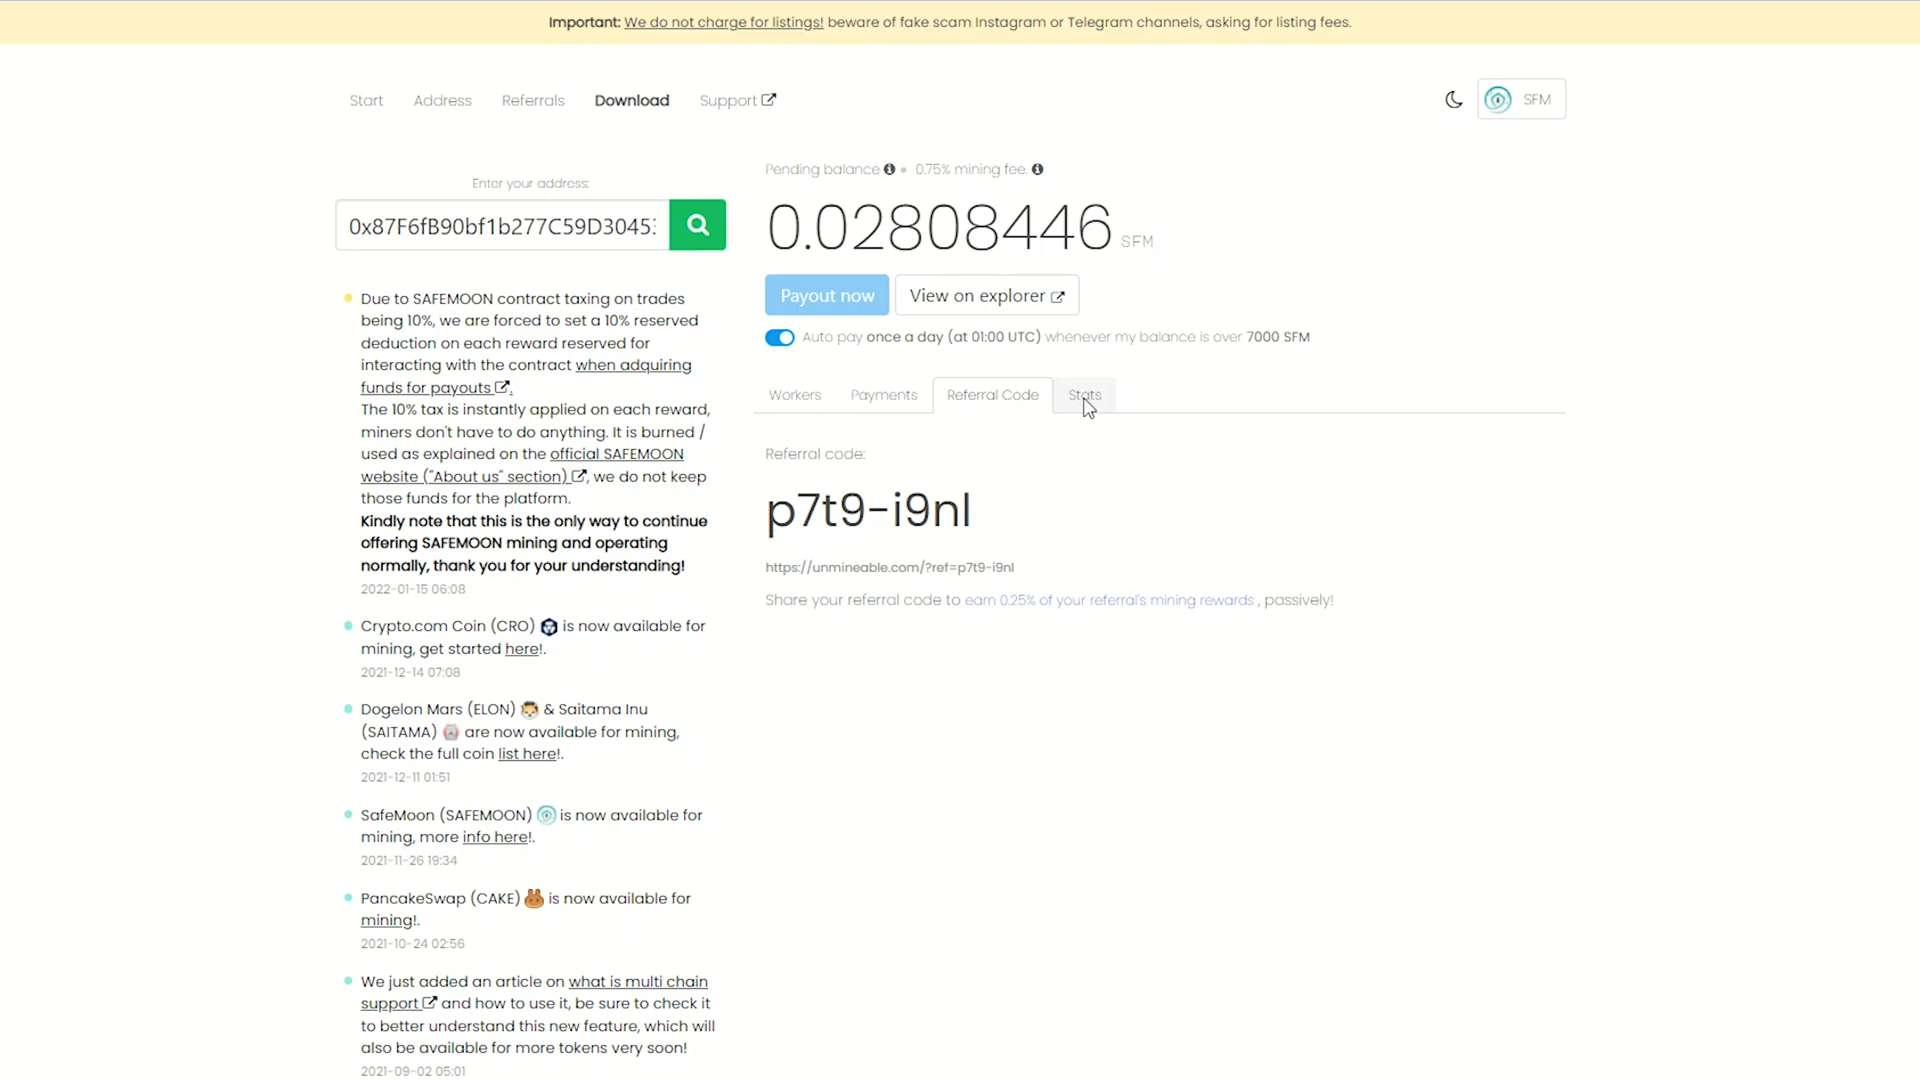 Important: We do not charge for listings! beware of fake scam Instagram or Telegram channels, asking for listing fees.
Start Address Referrals Download Support
SFM
Enter your address:
0x87F6fB90bf1b277C59D3045
Due to SAFEMOON contract taxing on trades
being 10%, we are forced to set a 10% reserved
deduction on each reward reserved for
interacting with the contract when adquiring
funds for payouts .
The 10% tax is instantly applied on each reward,
miners don't have to do anything. It is burned /
used as explained on the official SAFEMOON
website ("About us" section) , we do not keep
those funds for the platform.
Kindly note that this is the only way to continue
offering SAFEMOON mining and operating
normally, thank you for your understanding!
2022-01-15 06:08
Crypto.com Coin (CRO) is now available for
mining, get started here!.
2021-12-14 07:08
Dogelon Mars (ELON) & Saitama Inu
(SAITAMA) are now available for mining,
check the full coin list here!.
2021-12-11 01:51
SafeMoon (SAFEMOON) is now available for
mining, more info here!.
2021-11-26 19:34
PancakeSwap (CAKE) is now available for
mining!.
2021-10-24 02:56
We just added an article on what is multi chain
support and how to use it, be sure to check it
to better understand this new feature, which will
also be available for more tokens very soon!
2021-09-02 05:01
Pending balance • 0.75% mining fee.
0.02808446 SFM
Payout now View on explorer
Auto pay once a day (at 01:00 UTC) whenever my balance is over 7000 SFM
Workers Payments Referral Code Stats
Referral code:
p7t9-i9nl
https://unmineable.com/?ref=p7t9-i9nl
Share your referral code to earn 0.25% of your referral's mining rewards , passively!